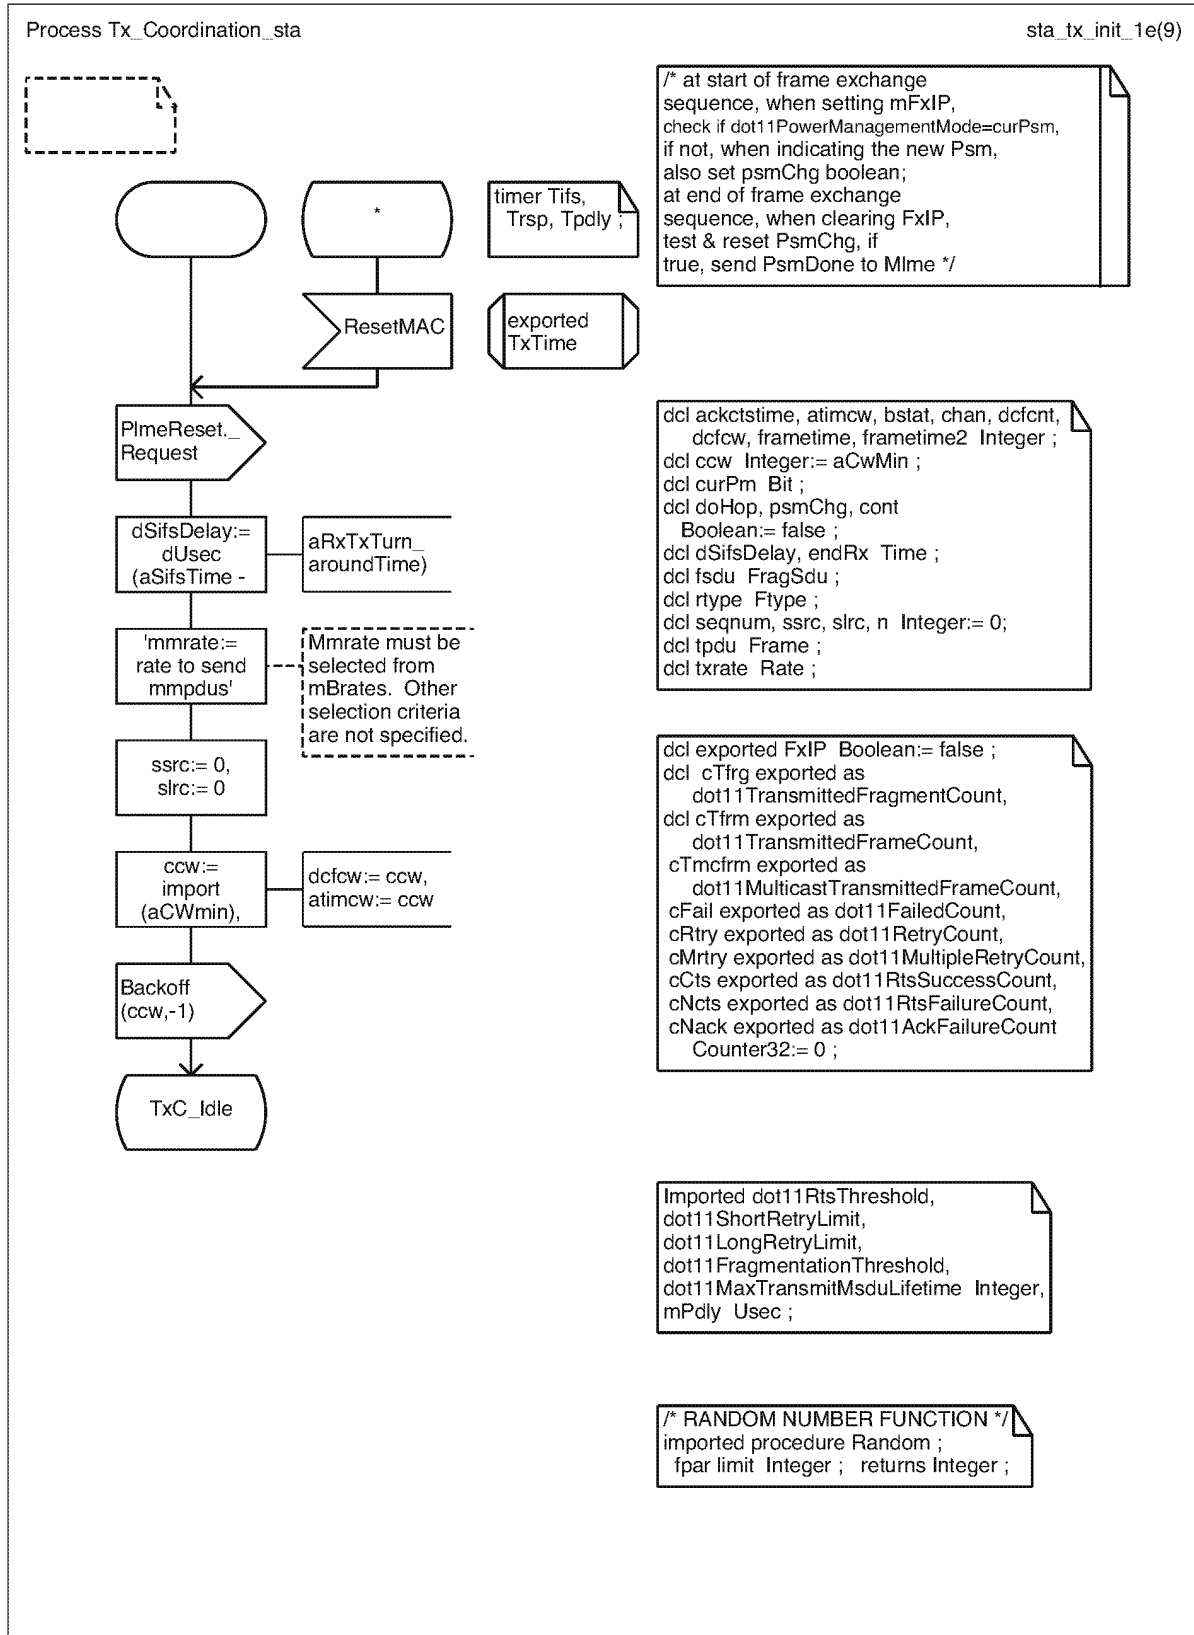 Process Tx_Coordination_sta
sta_tx_init_1e(9)
/* at start of frame exchange
sequence, when setting mFxIP,
check if dot11PowerManagementMode=curPsm,
if not, when indicating the new Psm,
also set psmChg boolean;
at end of frame exchange
sequence, when clearing FxIP,
test & reset PsmChg, if
true, send PsmDone to Mlme */
*
timer Tifs,
Trsp, Tpdly ;
ResetMAC
exported
TxTime
PlmeReset._
Request
dSifsDelay:=
dUsec
(aSifsTime -
aRxTxTurn_
aroundTime)
'mmrate:=
rate to send
mmpdus'
Mmrate must be
selected from
mBrates. Other
selection criteria
are not specified.
ssrc:= 0,
slrc:= 0
ccw:=
import
(aCWmin),
dcfcw:= ccw,
atimcw:= ccw
Backoff
(ccw,-1)
TxC_Idle
dcl ackctstime, atimcw, bstat, chan, dcfcnt,
dcfcw, frametime, frametime2 Integer ;
dcl ccw Integer:= aCwMin ;
dcl curPm Bit ;
dcl doHop, psmChg, cont
Boolean:= false ;
dcl dSifsDelay, endRx Time ;
dcl fsdu FragSdu ;
dcl rtype Ftype ;
dcl seqnum, ssrc, slrc, n Integer:= 0;
dcl tpdu Frame ;
dcl txrate Rate ;
dcl exported FxIP Boolean:= false ;
dcl cTfrg exported as
dot11TransmittedFragmentCount,
dcl cTfrm exported as
dot11TransmittedFrameCount,
cTmcfrm exported as
dot11MulticastTransmittedFrameCount,
cFail exported as dot11FailedCount,
cRtry exported as dot11RetryCount,
cMrtry exported as dot11MultipleRetryCount,
cCts exported as dot11RtsSuccessCount,
cNcts exported as dot11RtsFailureCount,
cNack exported as dot11AckFailureCount
Counter32:= 0 ;
Imported dot11RtsThreshold,
dot11ShortRetryLimit,
dot11LongRetryLimit,
dot11FragmentationThreshold,
dot11MaxTransmitMsduLifetime Integer,
mPdly Usec ;
/* RANDOM NUMBER FUNCTION */
imported procedure Random ;
fpar limit Integer ; returns Integer ;